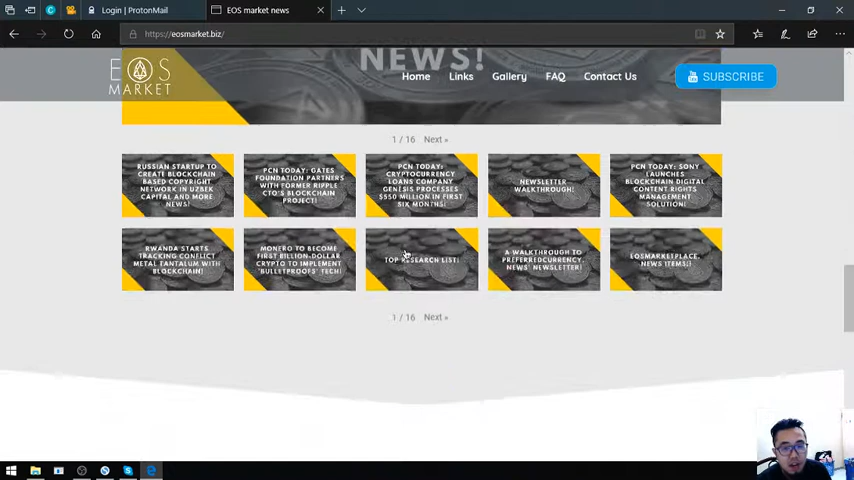 Login | ProtonMail
EOS market news
https://eosmarket.biz/
NEWS!
EOS
MARKET
Home
Links
Gallery
FAQ
Contact Us
SUBSCRIBE
1 / 16 Next »
RUSSIAN STARTUP TO
CREATE BLOCKCHAIN
BASED COPYRIGHT
NETWORK IN UZBEK
CAPITAL AND MORE
NEWS!
PCN TODAY: GATES
FOUNDATION PARTNERS
WITH FORMER RIPPLE
CTO'S BLOCKCHAIN
PROJECT!
PCN TODAY:
CRYPTOCURRENCY
LOANS COMPANY
GENESIS PROCESSES
$550 MILLION IN FIRST
SIX MONTHS!
NEWSLETTER
WALKTHROUGH!
PCN TODAY: SONY
LAUNCHES
BLOCKCHAIN DIGITAL
CONTENT RIGHTS
MANAGEMENT
SOLUTION!
RWANDA STARTS
TRACKING CONFLICT
METAL TANTALUM WITH
BLOCKCHAIN!
MONERO TO BECOME
FIRST BILLION-DOLLAR
CRYPTO TO IMPLEMENT
'BULLETPROOFS' TECH!
TOP RESEARCH LIST!
A WALKTHROUGH TO
PREFERREDCURRENCY.
NEWS' NEWSLETTER!
EOSMARKETPLACE.
NEWS ITEMS!
1 / 16 Next »